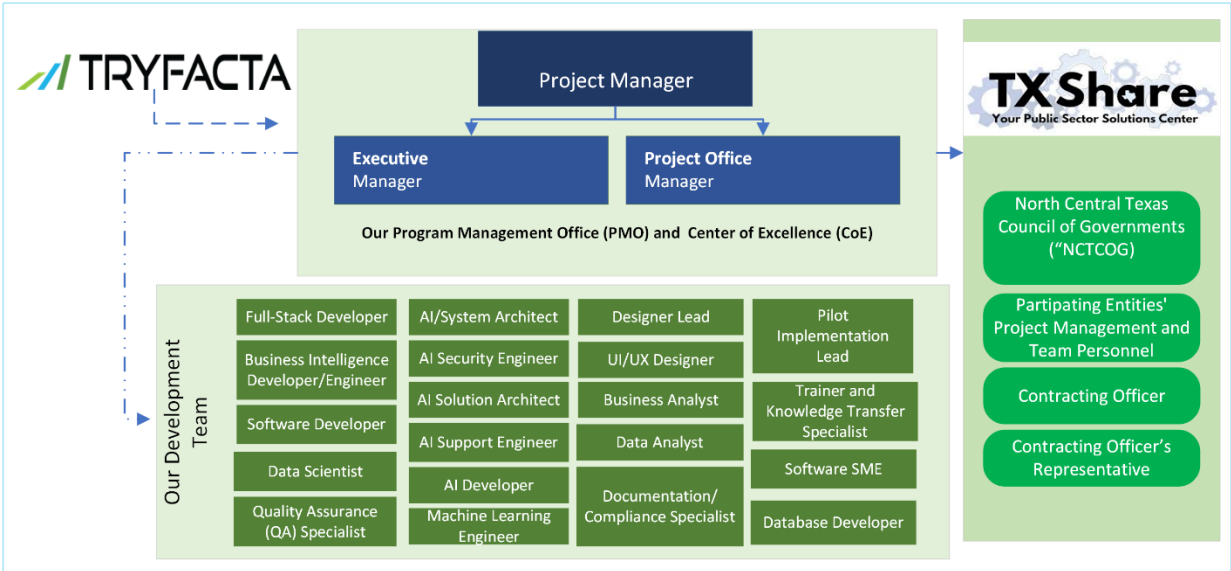 TRYFACTA
Project Manager
Executive
Manager
Project Office
Manager
Our Program Management Office (PMO) and Center of Excellence (CoE)
TXShare
Your Public Sector Solutions Center
North Central Texas
Council of Governments
(“NCTCOG)
Partipating Entities'
Project Management and
Team Personnel
Contracting Officer
Contracting Officer’s
Representative
Our Development
Team
Full-Stack Developer
Business Intelligence
Developer/Engineer
Software Developer
Data Scientist
Quality Assurance
(QA) Specialist
AI/System Architect
AI Security Engineer
AI Solution Architect
AI Support Engineer
AI Developer
Machine Learning
Engineer
Designer Lead
UI/UX Designer
Business Analyst
Data Analyst
Documentation/
Compliance Specialist
Pilot
Implementation
Lead
Trainer and
Knowledge Transfer
Specialist
Software SME
Database Developer